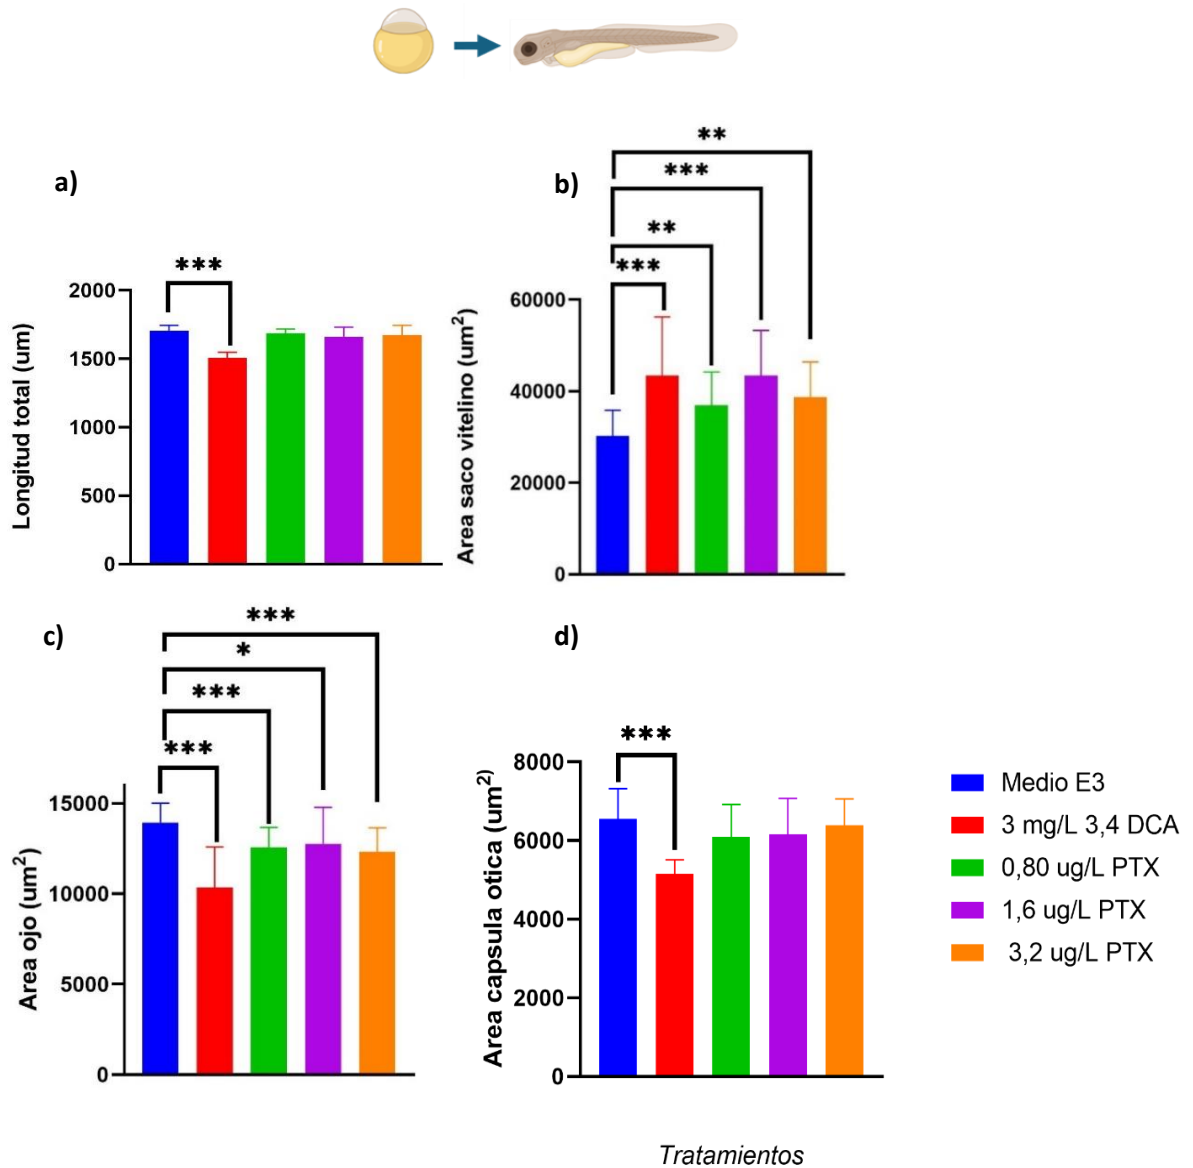 a)
***
2000
1500
1000
500
0
Longitud total (um)
b)
**
***
**
***
60000
40000
20000
0
Area saco vitelino (um²)
c)
***
*
***
***
15000
10000
5000
0
Area ojo (um²)
d)
***
8000
6000
4000
2000
0
Area capsula otica (um²)
Medio E3
3 mg/L 3,4 DCA
0,80 ug/L PTX
1,6 ug/L PTX
3,2 ug/L PTX
Tratamientos